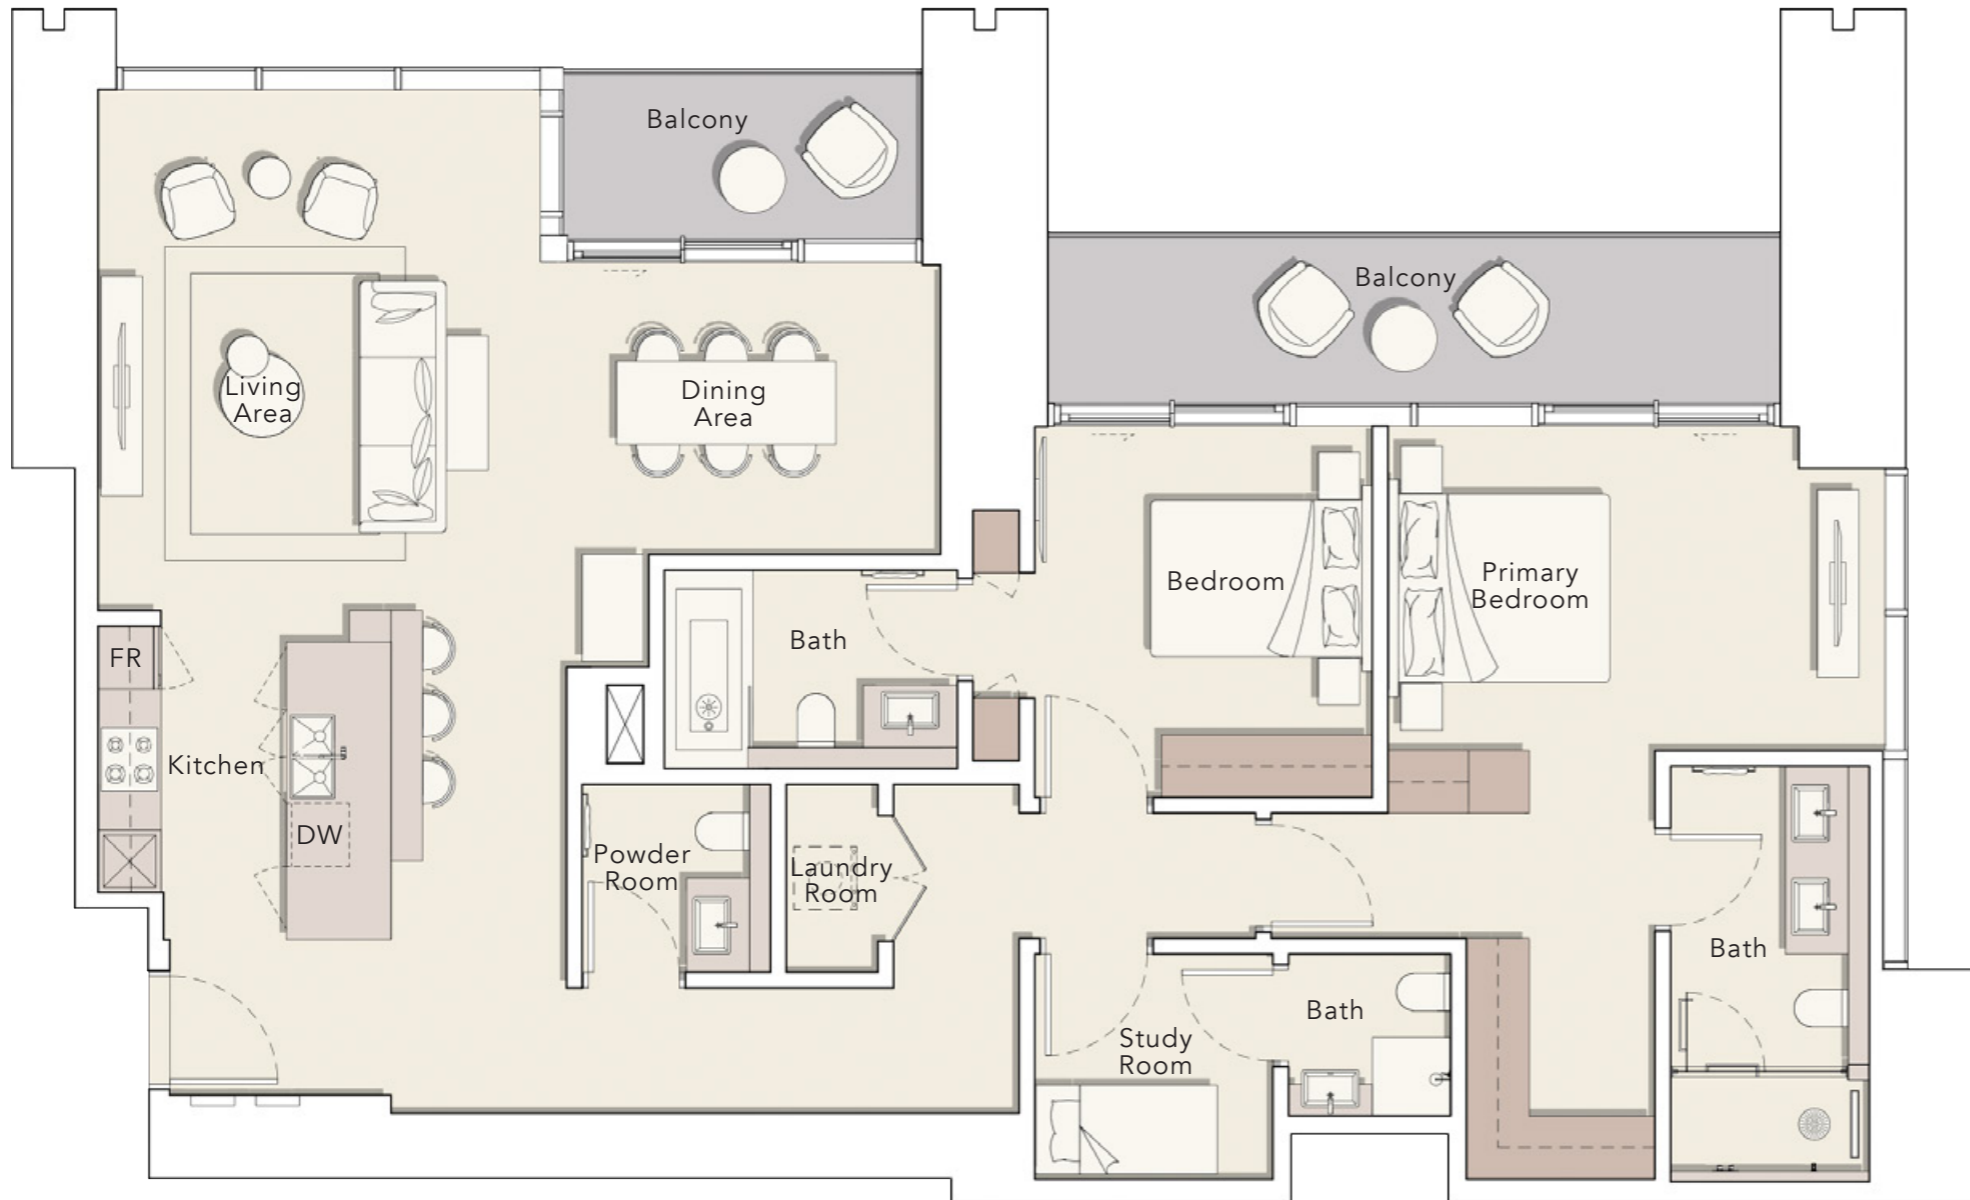 Balcony
Balcony
Living
Area
Dining
Area
Bedroom
Primary
Bedroom
Bath
FR
Kitchen
DW
Powder
Room
Laundry
Room
Bath
Study
Room
Bath